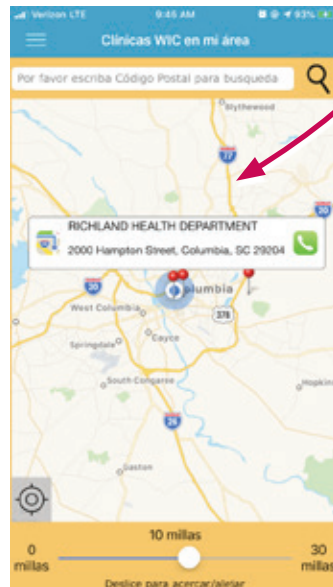 Verizon LTE 9:45 AM 93%
Clínicas WIC en mi área
Por favor escriba Código Postal para busqueda
Blythewood
77
20
RICHLAND HEALTH DEPARTMENT
2000 Hampton Street, Columbia, SC 29204
20
olumbia
West Columbia
378
Cayce
Springdale
South Congaree
Hopkins
26
Gaston
10 millas
0
millas
30
millas
Deslice para acercar/alejar